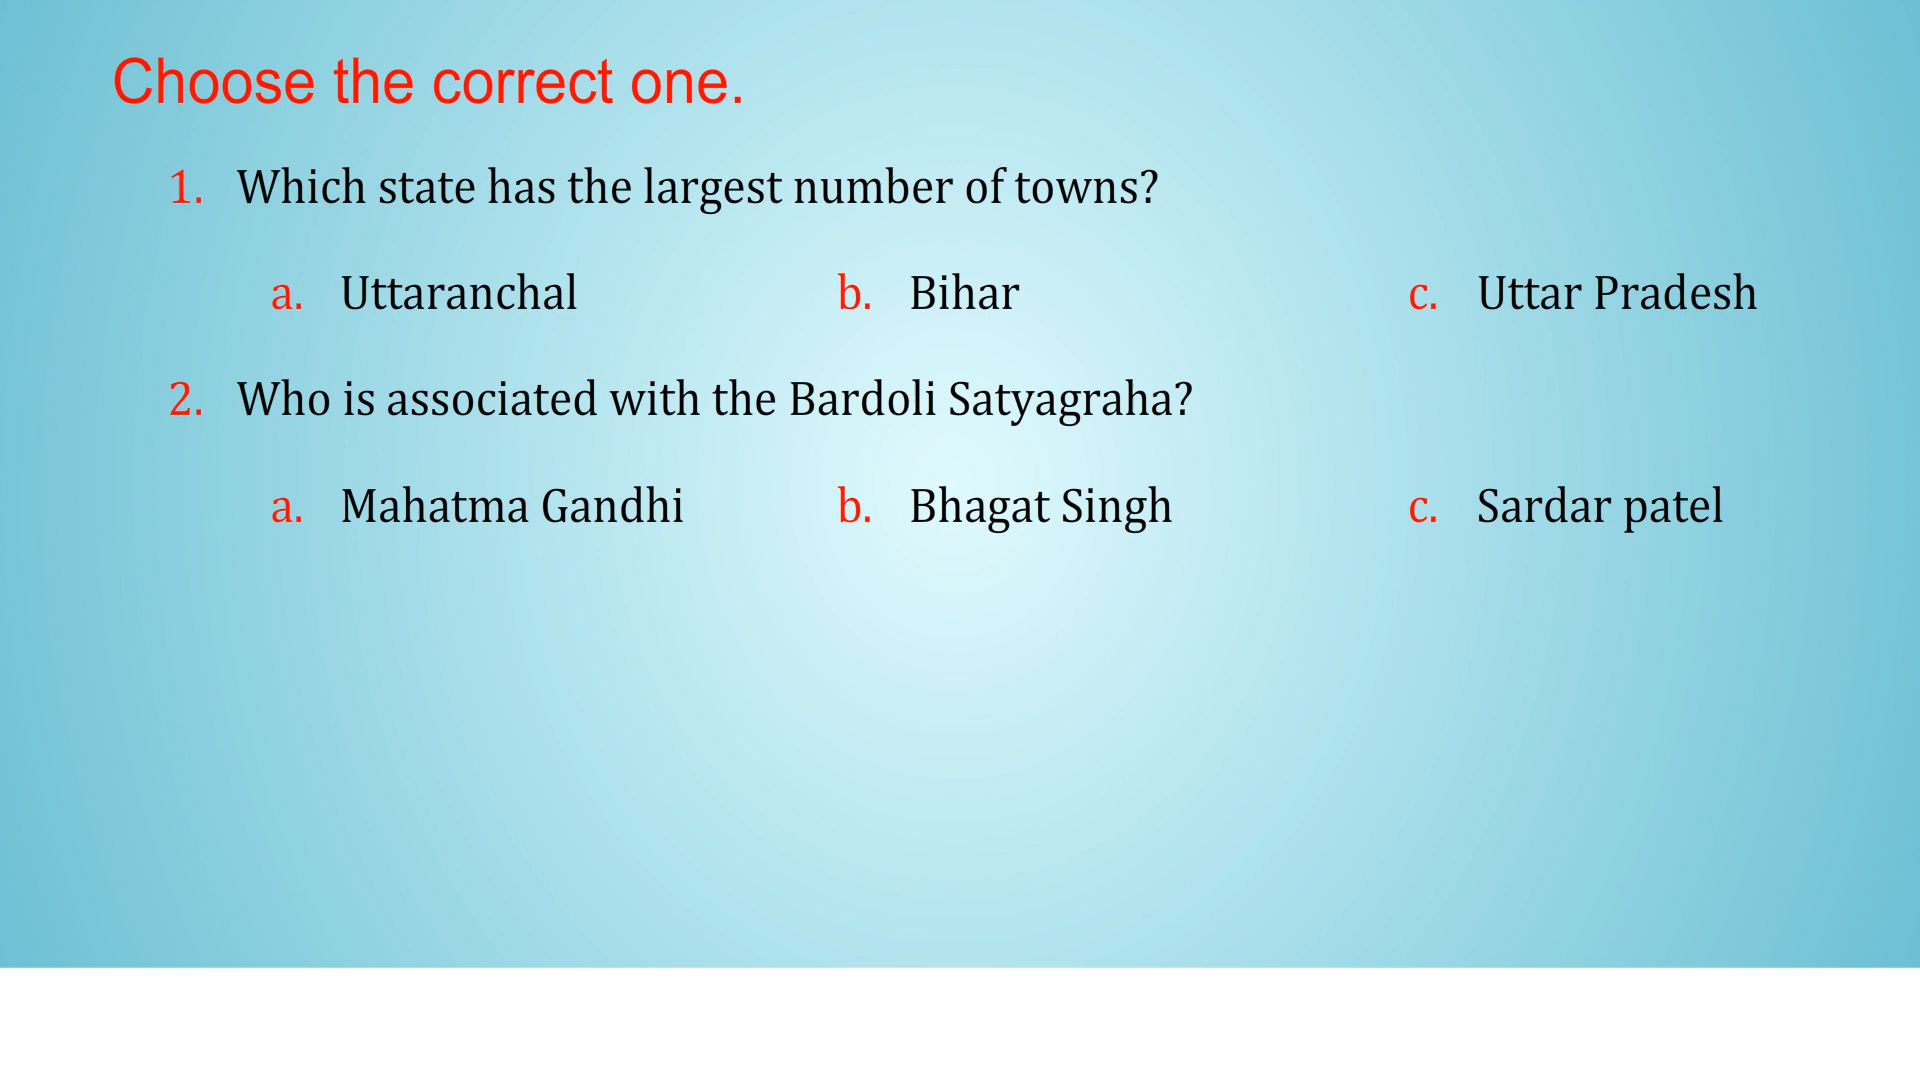 Choose the correct one.
1. Which state has the largest number of towns?
a. Uttaranchal b. Bihar c. Uttar Pradesh
2. Who is associated with the Bardoli Satyagraha?
a. Mahatma Gandhi b. Bhagat Singh c. Sardar patel